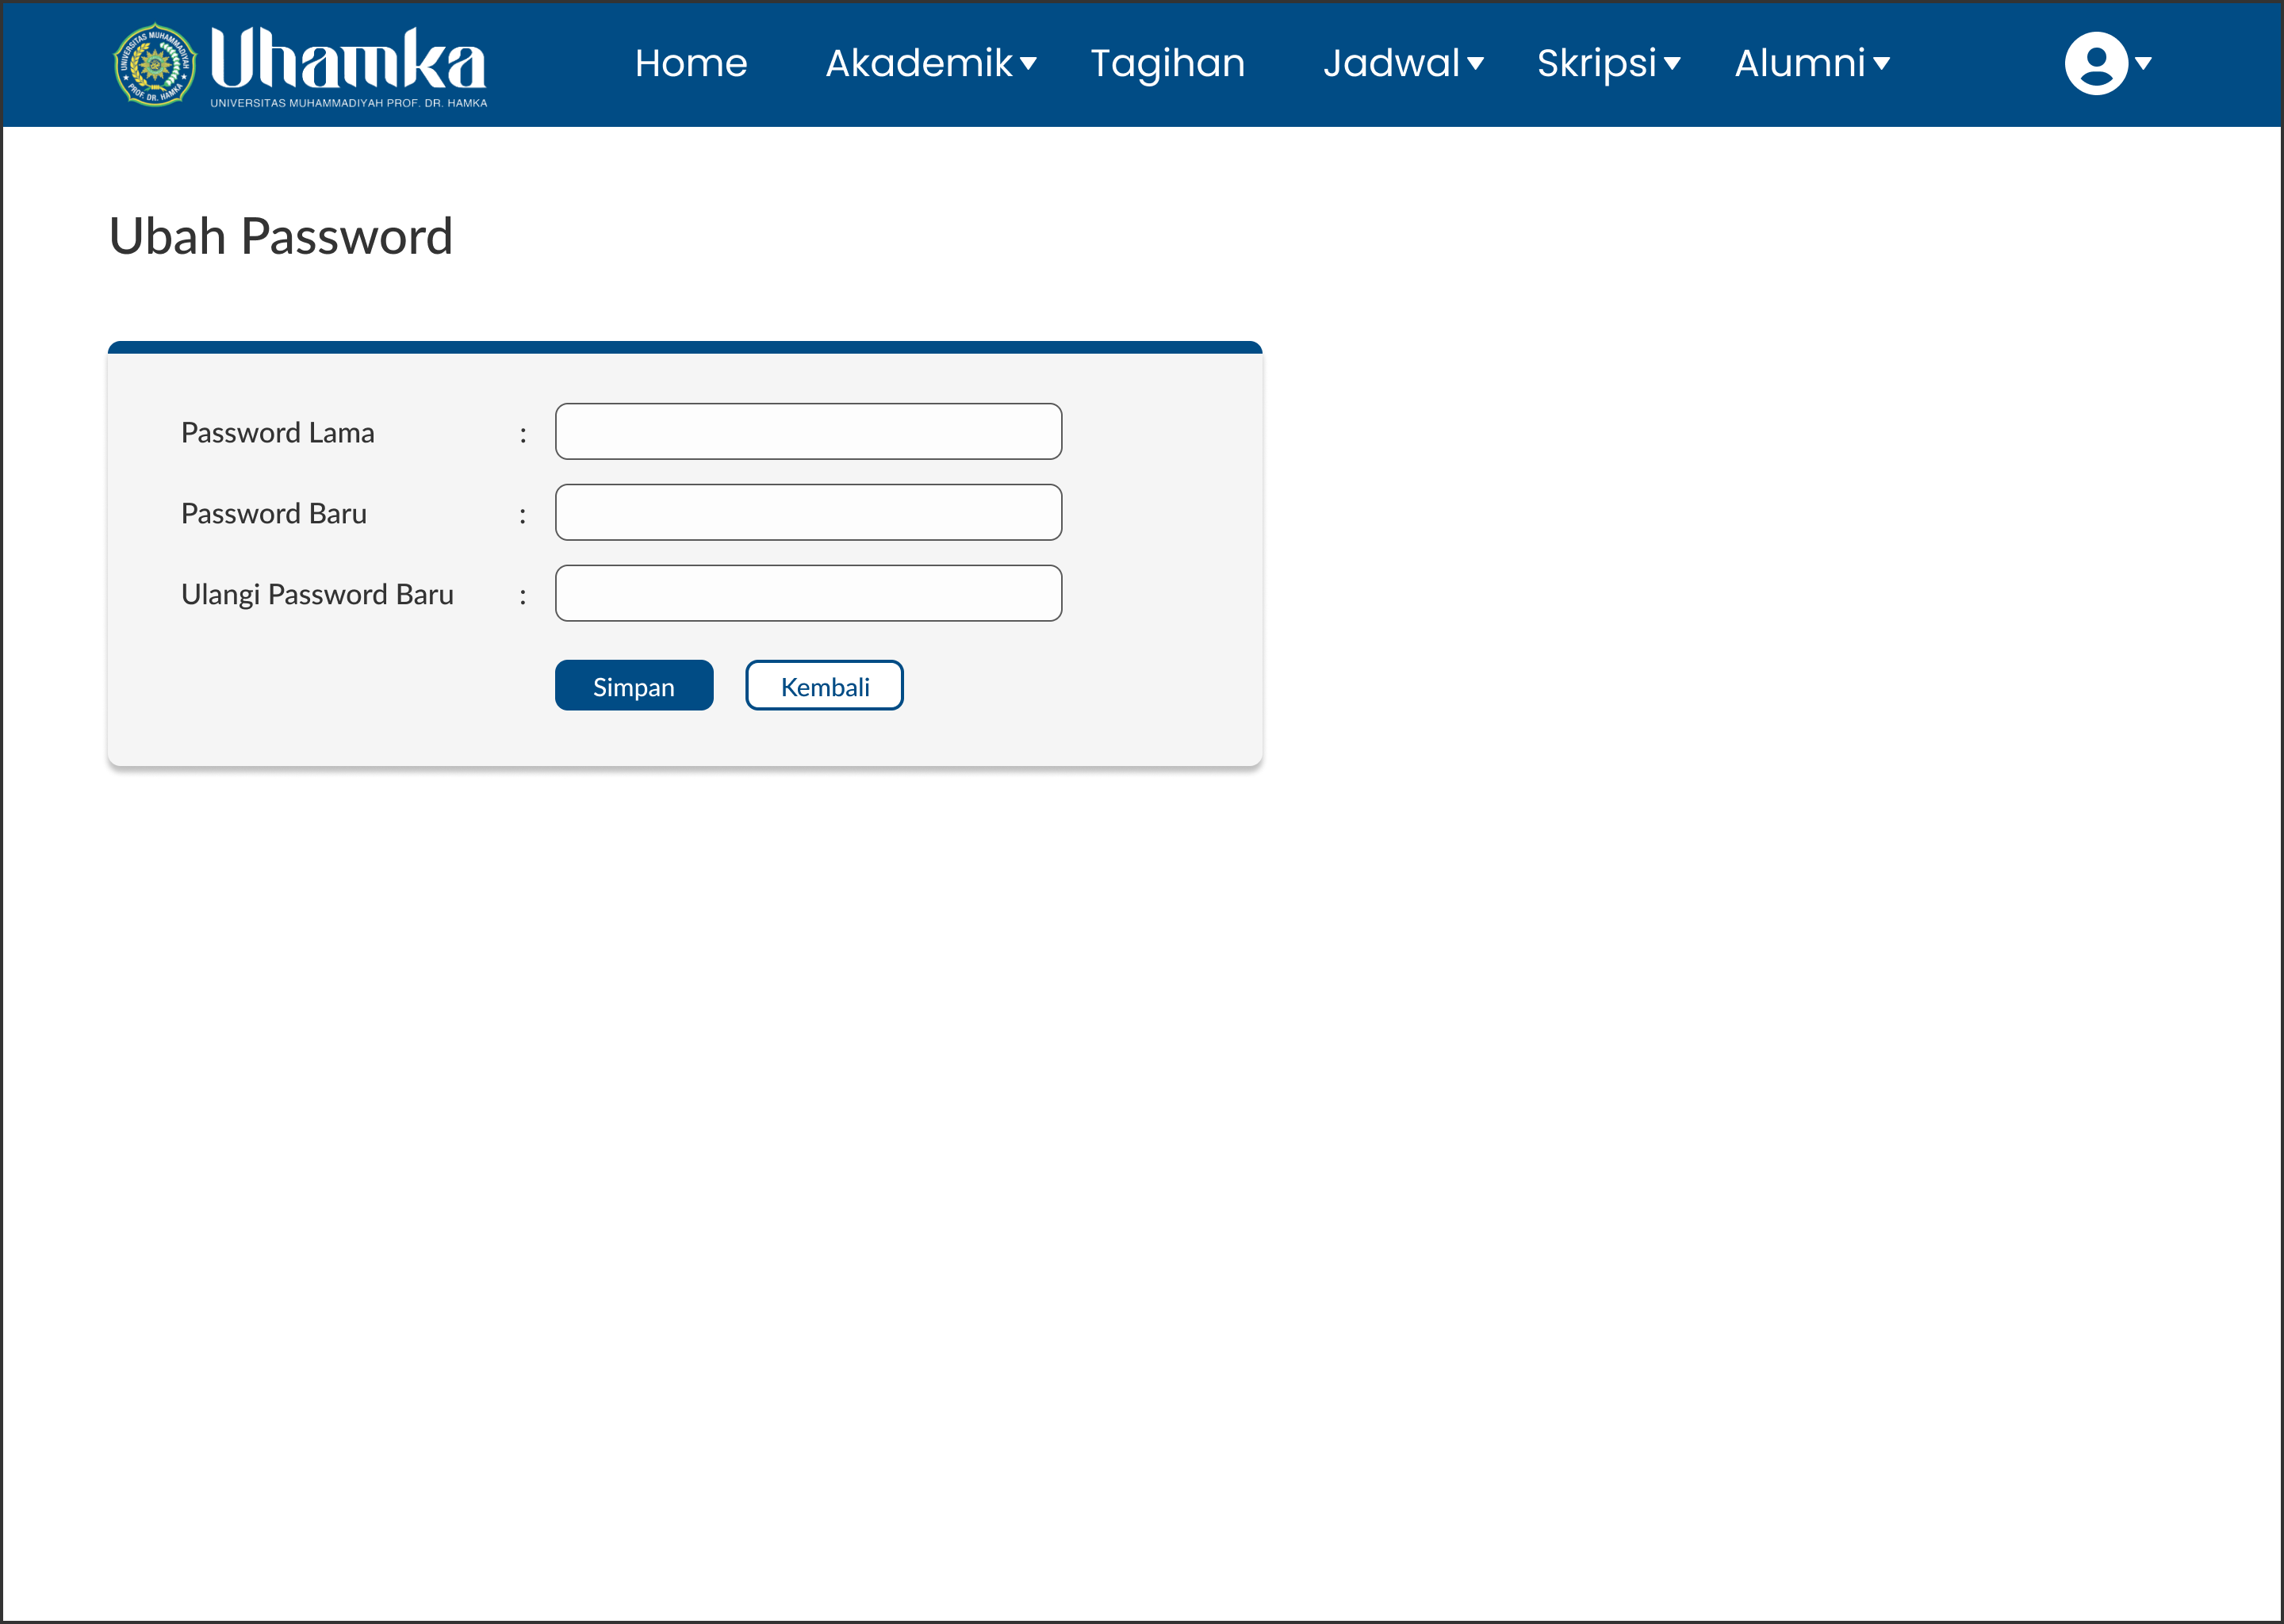 UNIVERSITAS MUHAMMADIYAH
PROF. DR. HAMKA
Uhamka
UNIVERSITAS MUHAMMADIYAH PROF. DR. HAMKA
Home Akademik Tagihan Jadwal Skripsi Alumni
Ubah Password
Password Lama :
Password Baru :
Ulangi Password Baru :
Simpan Kembali